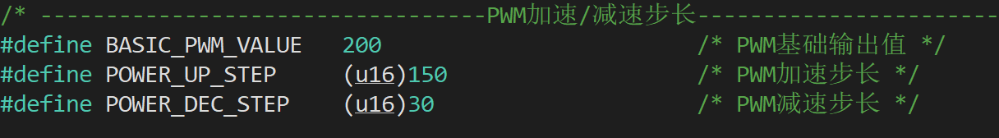 /* ----------------------------------PWM加速/减速步长-----------------------
#define BASIC_PWM_VALUE   200                        /* PWM基础输出值 */
#define POWER_UP_STEP     (u16)150                   /* PWM加速步长 */
#define POWER_DEC_STEP    (u16)30                    /* PWM减速步长 */